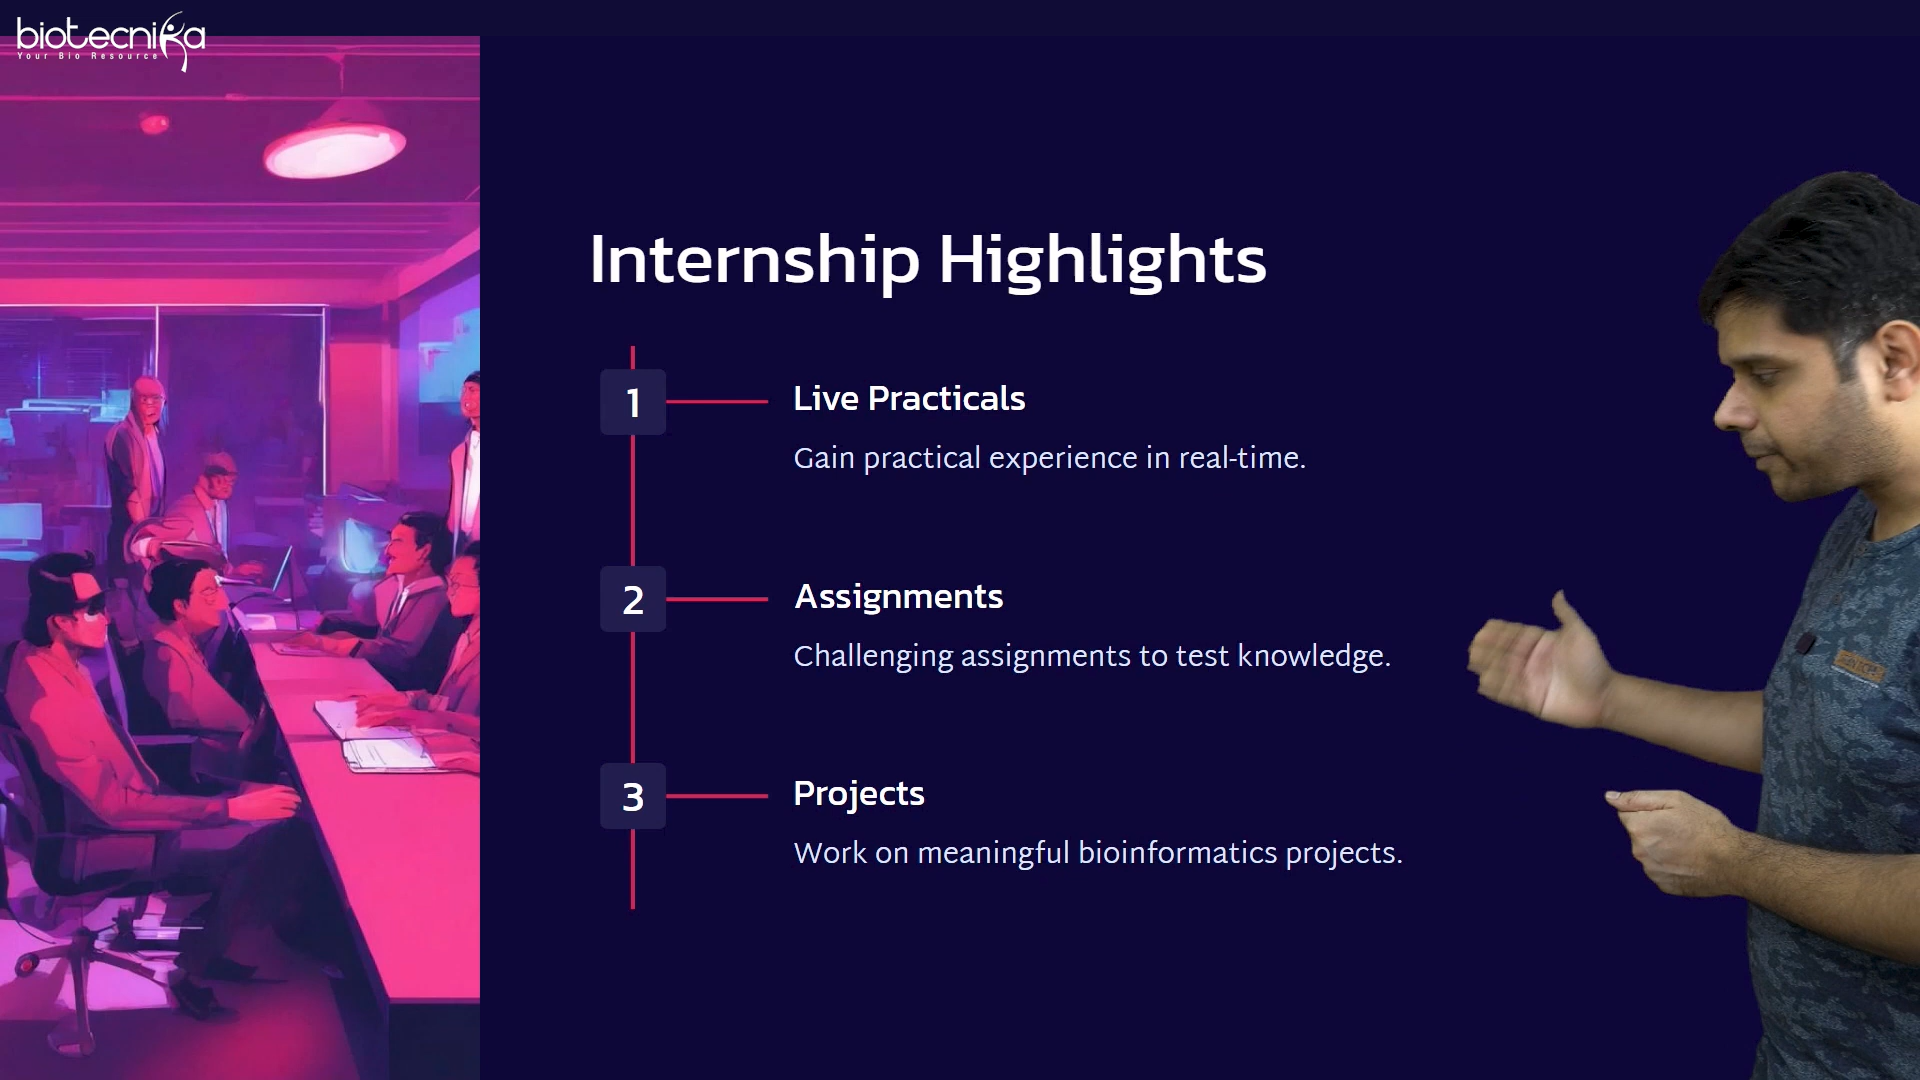 biotecnika
Your Bio Resource
Internship Highlights
1
Live Practicals
Gain practical experience in real-time.
2
Assignments
Challenging assignments to test knowledge.
3
Projects
Work on meaningful bioinformatics projects.